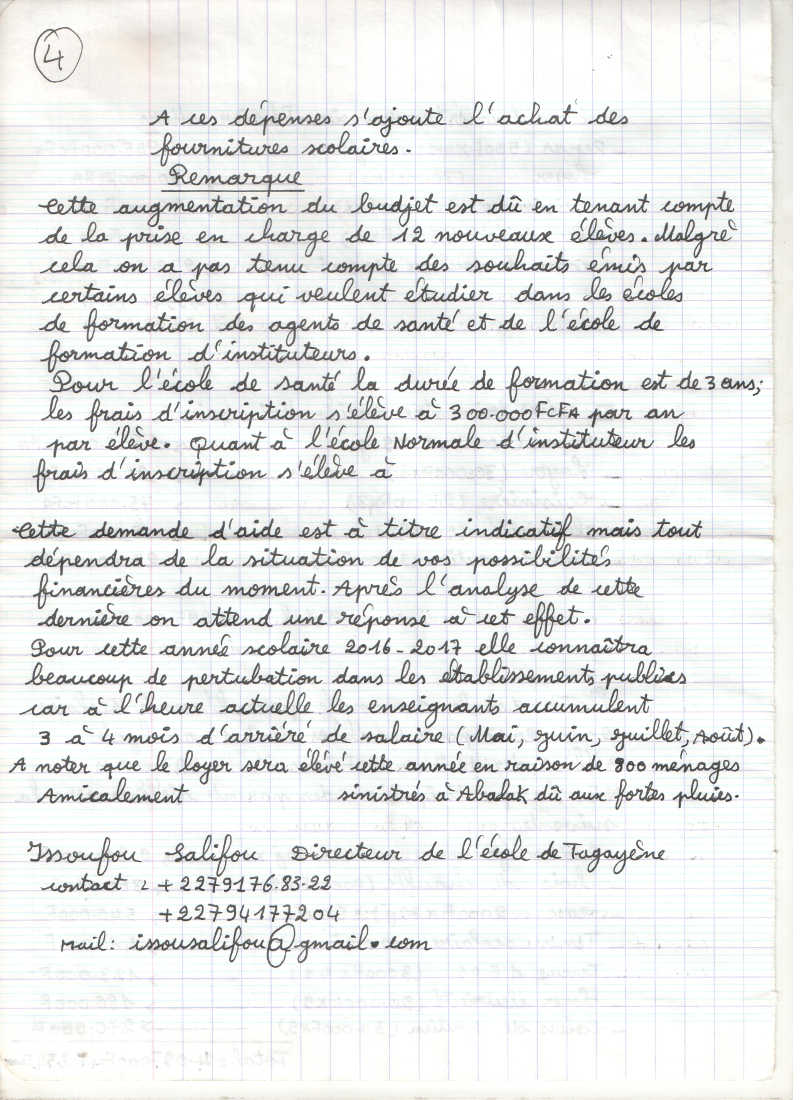 4
A ces dépenses s'ajoute l'achat des
fournitures scolaires.
Remarque
Cette augmentation du budjet est dû en tenant compte
de la prise en charge de 12 nouveaux élèves. Malgrè
cela on a pas tenu compte des souhaits émis par
certains élèves qui veulent étudier dans les écoles
de formation des agents de santé et de l'école de
formation d'instituteurs.
Pour l'école de santé la durée de formation est de 3 ans;
les frais d'inscription s'élève à 300.000FCFA par an
par élève. Quant à l'école Normale d'instituteur les
frais d'inscription s'élève à
Cette demande d'aide est à titre indicatif mais tout
dépendra de la situation de vos possibilités
financières du moment. Après l'analyse de cette
dernière on attend une réponse à cet effet.
Pour cette année scolaire 2016-2017 elle connaîtra
beaucoup de pertubation dans les établissements publics
car à l'heure actuelle les enseignants accumulent
3 à 4 mois d'arriéré de salaire (Mai, juin, juillet, Août).
A noter que le loyer sera élévé cette année en raison de 800 ménages
Amicalement sinistrés à Abalak dû aux fortes pluies.
Issoufou Salifou Directeur de l'école de Tagayène
contact : +2279176.83.22
+22794177204
Mail: issousalifou@gmail.com